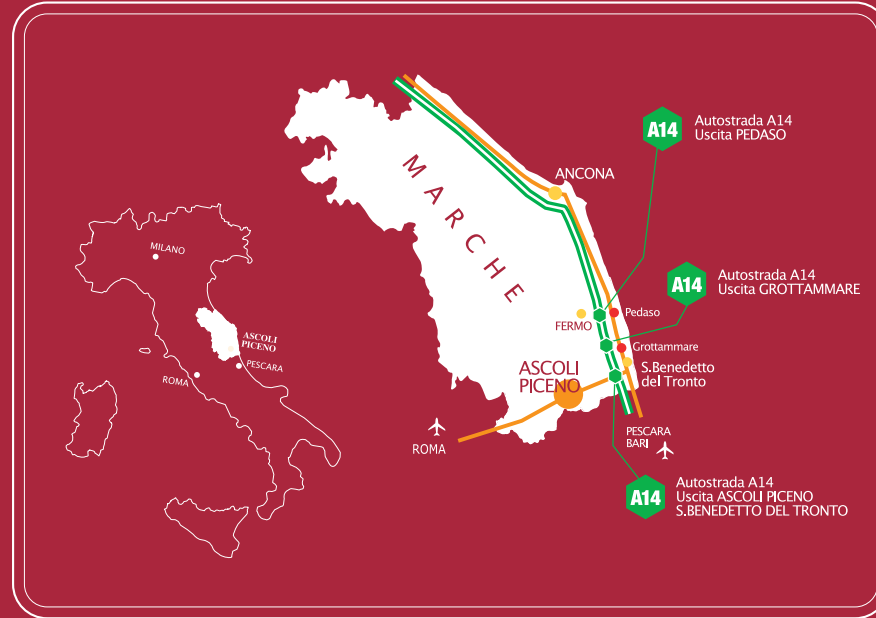 MILANO
ASCOLI
PICENO
PESCARA
ROMA
MARCHE
ANCONA
FERMO
Pedaso
Grottammare
S.Benedetto
del Tronto
ASCOLI
PICENO
ROMA
PESCARA
BARI
A14
Autostrada A14
Uscita PEDASO
A14
Autostrada A14
Uscita GROTTAMMARE
A14
Autostrada A14
Uscita ASCOLI PICENO
S.BENEDETTO DEL TRONTO